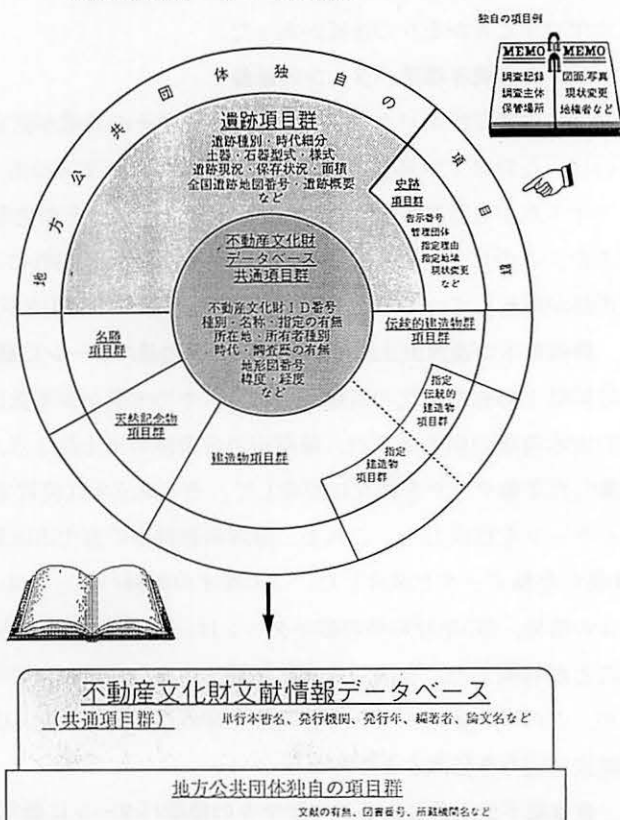 独自の項目例
MEMO
調査記録
調査主体
保管場所
MEMO
図面,写真
現状変更
地権者など
地方公共団体独自の項目群
遺跡項目群
遺跡種別・時代細分
土器・石器型式・様式
遺跡現況・保存状況・面積
全国遺跡地図番号・遺跡概要
など
史跡
項目群
告示番号
管理団体
指定理由
指定地域
現状変更
など
不動産文化財
データベース
共通項目群
不動産文化財ID番号
種別・名称・指定の有無
所在地・所有者種別
時代・調査歴の有無
地形図番号
緯度・経度
など
名勝
項目群
天然記念物
項目群
建造物項目群
伝統的建造物群
項目群
指定
伝統的
建造物
項目群
指定
建造物
項目群
不動産文化財文献情報データベース
(共通項目群)
単行本書名、発行機関、発行年、編著者、論文名など
地方公共団体独自の項目群
文献の有無、図書番号、所蔵機関名など